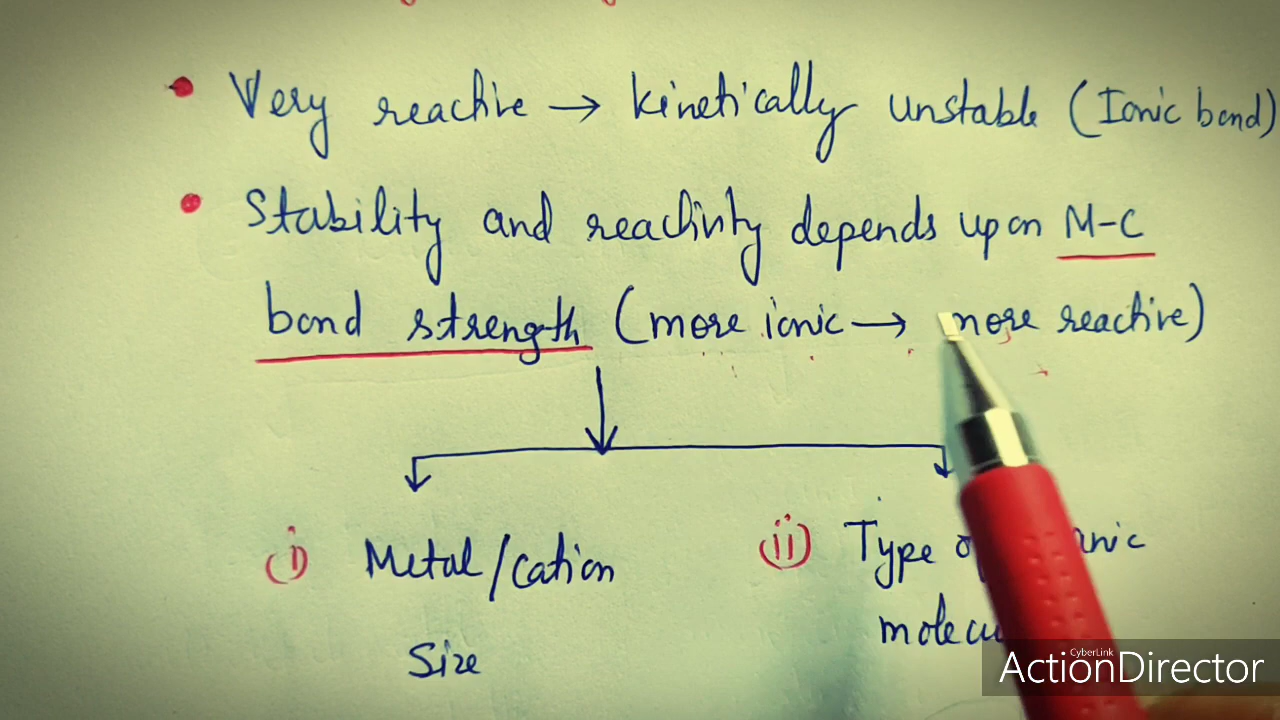 • Very reactive → kinetically unstable (Ionic bond)
• Stability and reactivity depends upon M-C
bond strength (more ionic → more reactive)
(i) Metal/cation
Size
(ii) Type
CyberLink
ActionDirector